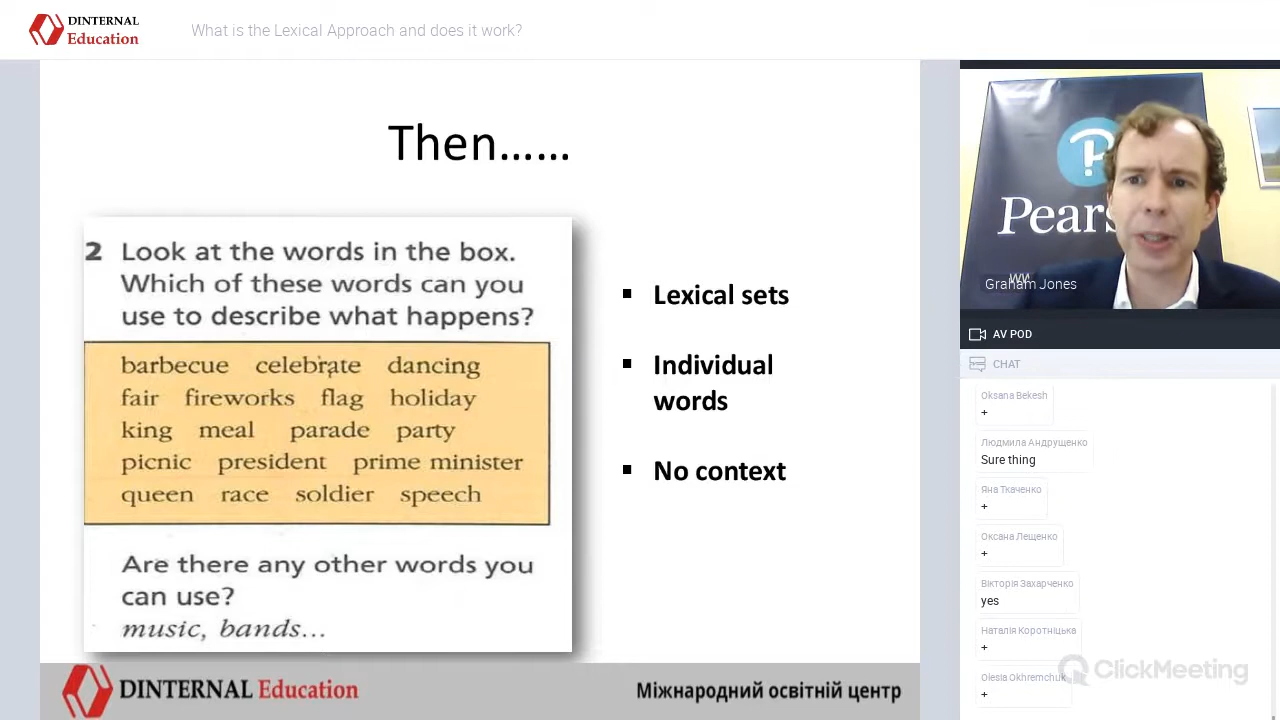 DINTERNAL
Education
What is the Lexical Approach and does it work?
Then……
2 Look at the words in the box.
Which of these words can you
use to describe what happens?
barbecue celebrate dancing
fair fireworks flag holiday
king meal parade party
picnic president prime minister
queen race soldier speech
Are there any other words you
can use?
music, bands...
▪ Lexical sets
▪ Individual
words
▪ No context
DINTERNAL Education
Міжнародний освітній центр
Graham Jones
AV POD
CHAT
Oksana Bekesh
+
Людмила Андрущенко
Sure thing
Яна Ткаченко
+
Оксана Лещенко
+
Вікторія Захарченко
yes
Наталія Коротніцька
+
Olesia Okhremchuk
+
ClickMeeting